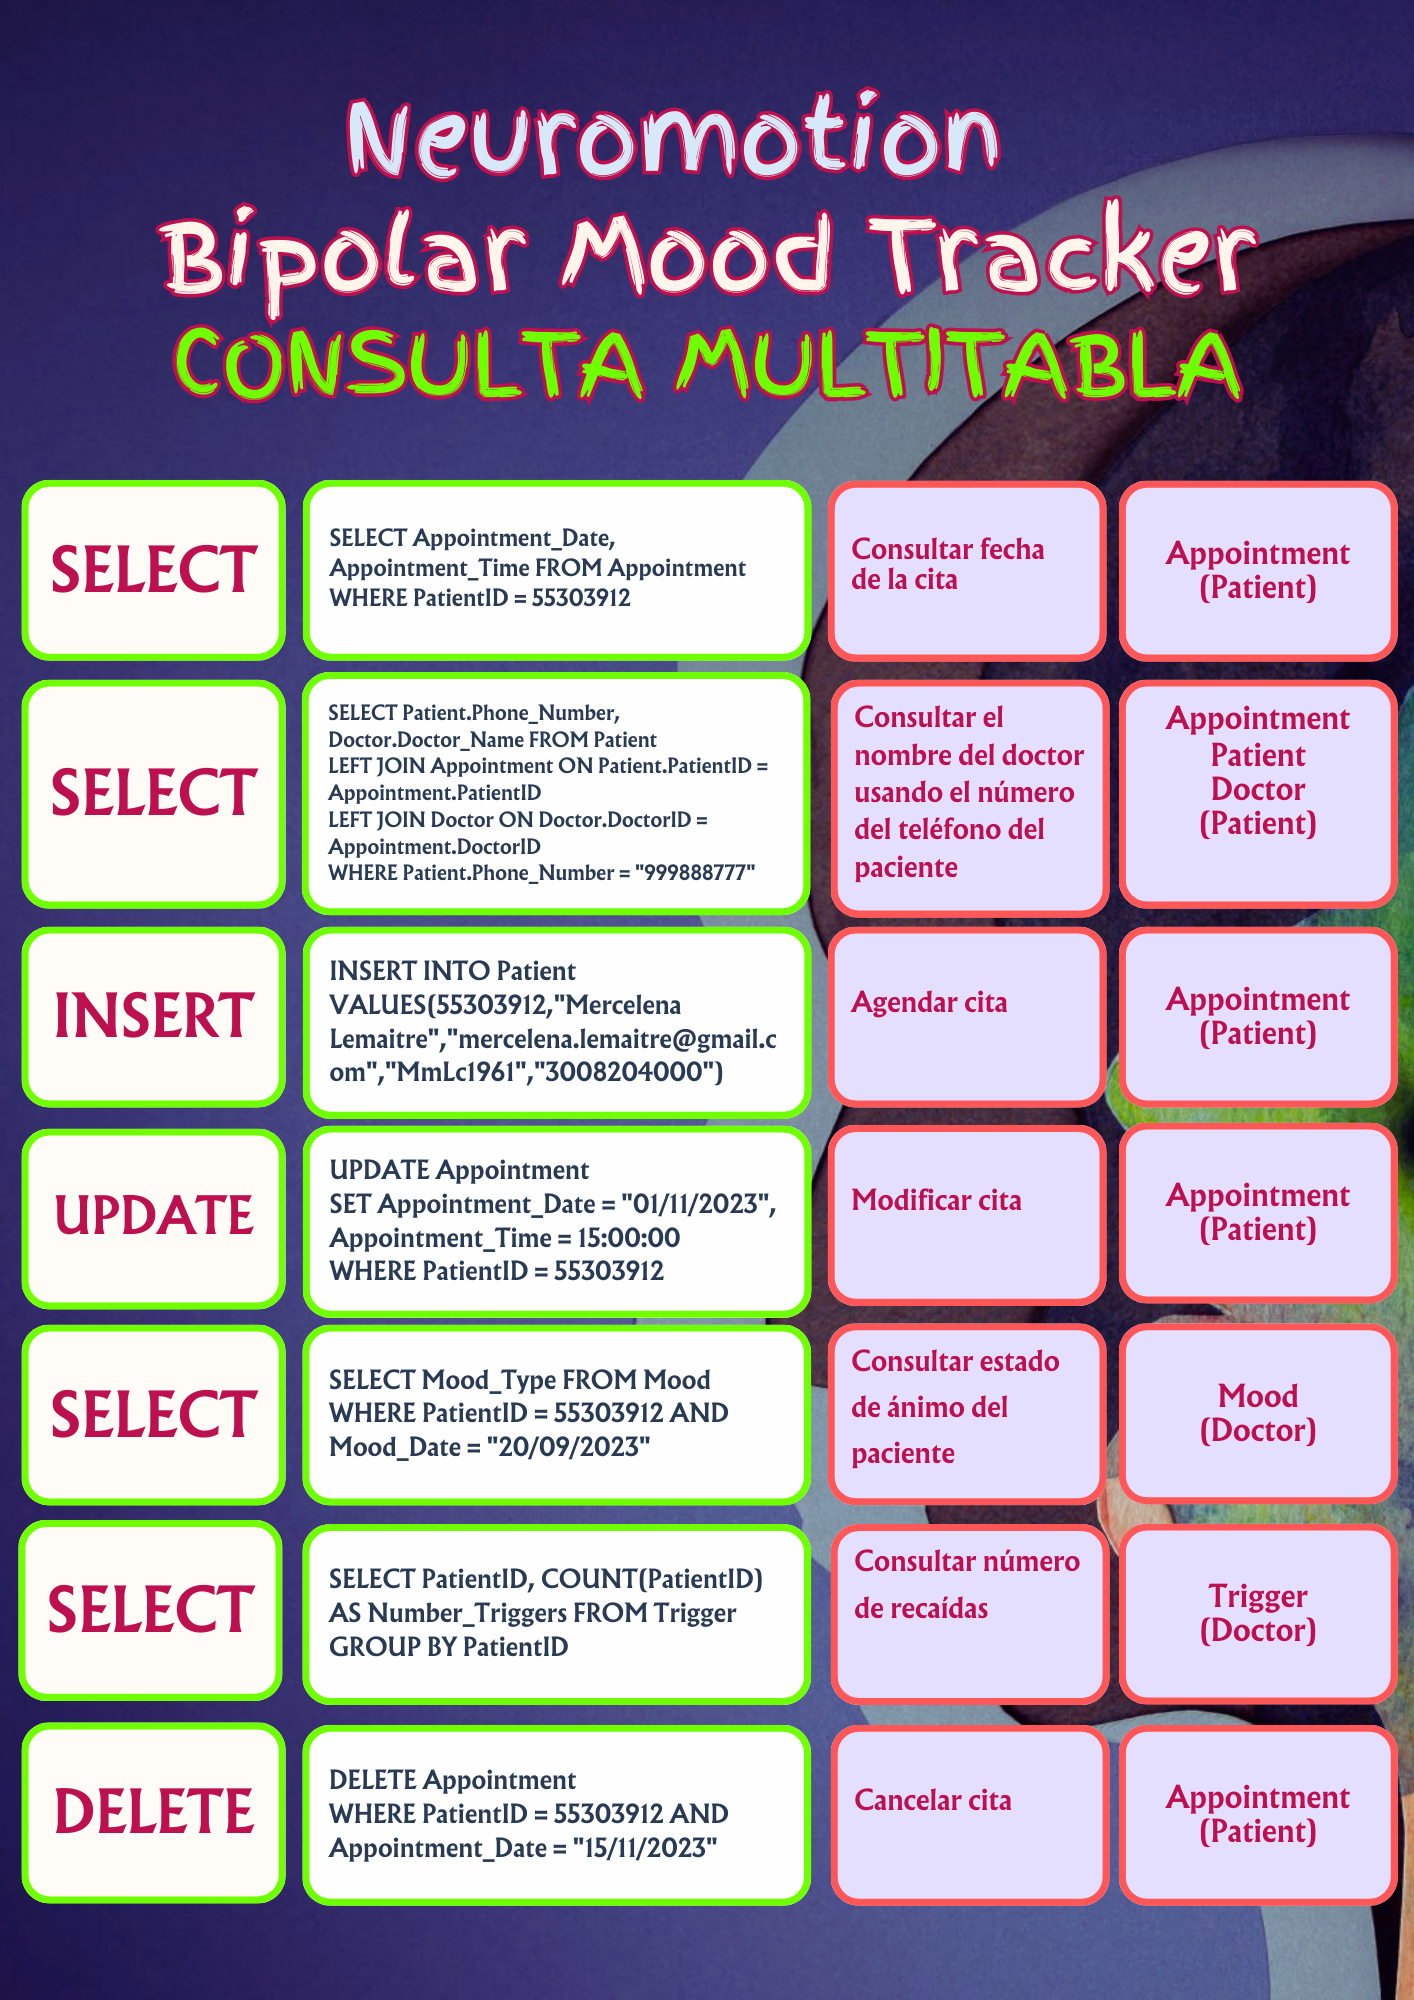 Neuromotion
Bipolar Mood Tracker
CONSULTA MULTITABLA
SELECT
SELECT Appointment_Date,
Appointment_Time FROM Appointment
WHERE PatientID = 55303912
Consultar fecha
de la cita
Appointment
(Patient)
SELECT
SELECT Patient.Phone_Number,
Doctor.Doctor_Name FROM Patient
LEFT JOIN Appointment ON Patient.PatientID =
Appointment.PatientID
LEFT JOIN Doctor ON Doctor.DoctorID =
Appointment.DoctorID
WHERE Patient.Phone_Number = "999888777"
Consultar el
nombre del doctor
usando el número
del teléfono del
paciente
Appointment
Patient
Doctor
(Patient)
INSERT
INSERT INTO Patient
VALUES(55303912,"Mercelena
Lemaitre","mercelena.lemaitre@gmail.c
om","MmLc1961","3008204000")
Agendar cita
Appointment
(Patient)
UPDATE
UPDATE Appointment
SET Appointment_Date = "01/11/2023",
Appointment_Time = 15:00:00
WHERE PatientID = 55303912
Modificar cita
Appointment
(Patient)
SELECT
SELECT Mood_Type FROM Mood
WHERE PatientID = 55303912 AND
Mood_Date = "20/09/2023"
Consultar estado
de ánimo del
paciente
Mood
(Doctor)
SELECT
SELECT PatientID, COUNT(PatientID)
AS Number_Triggers FROM Trigger
GROUP BY PatientID
Consultar número
de recaídas
Trigger
(Doctor)
DELETE
DELETE Appointment
WHERE PatientID = 55303912 AND
Appointment_Date = "15/11/2023"
Cancelar cita
Appointment
(Patient)